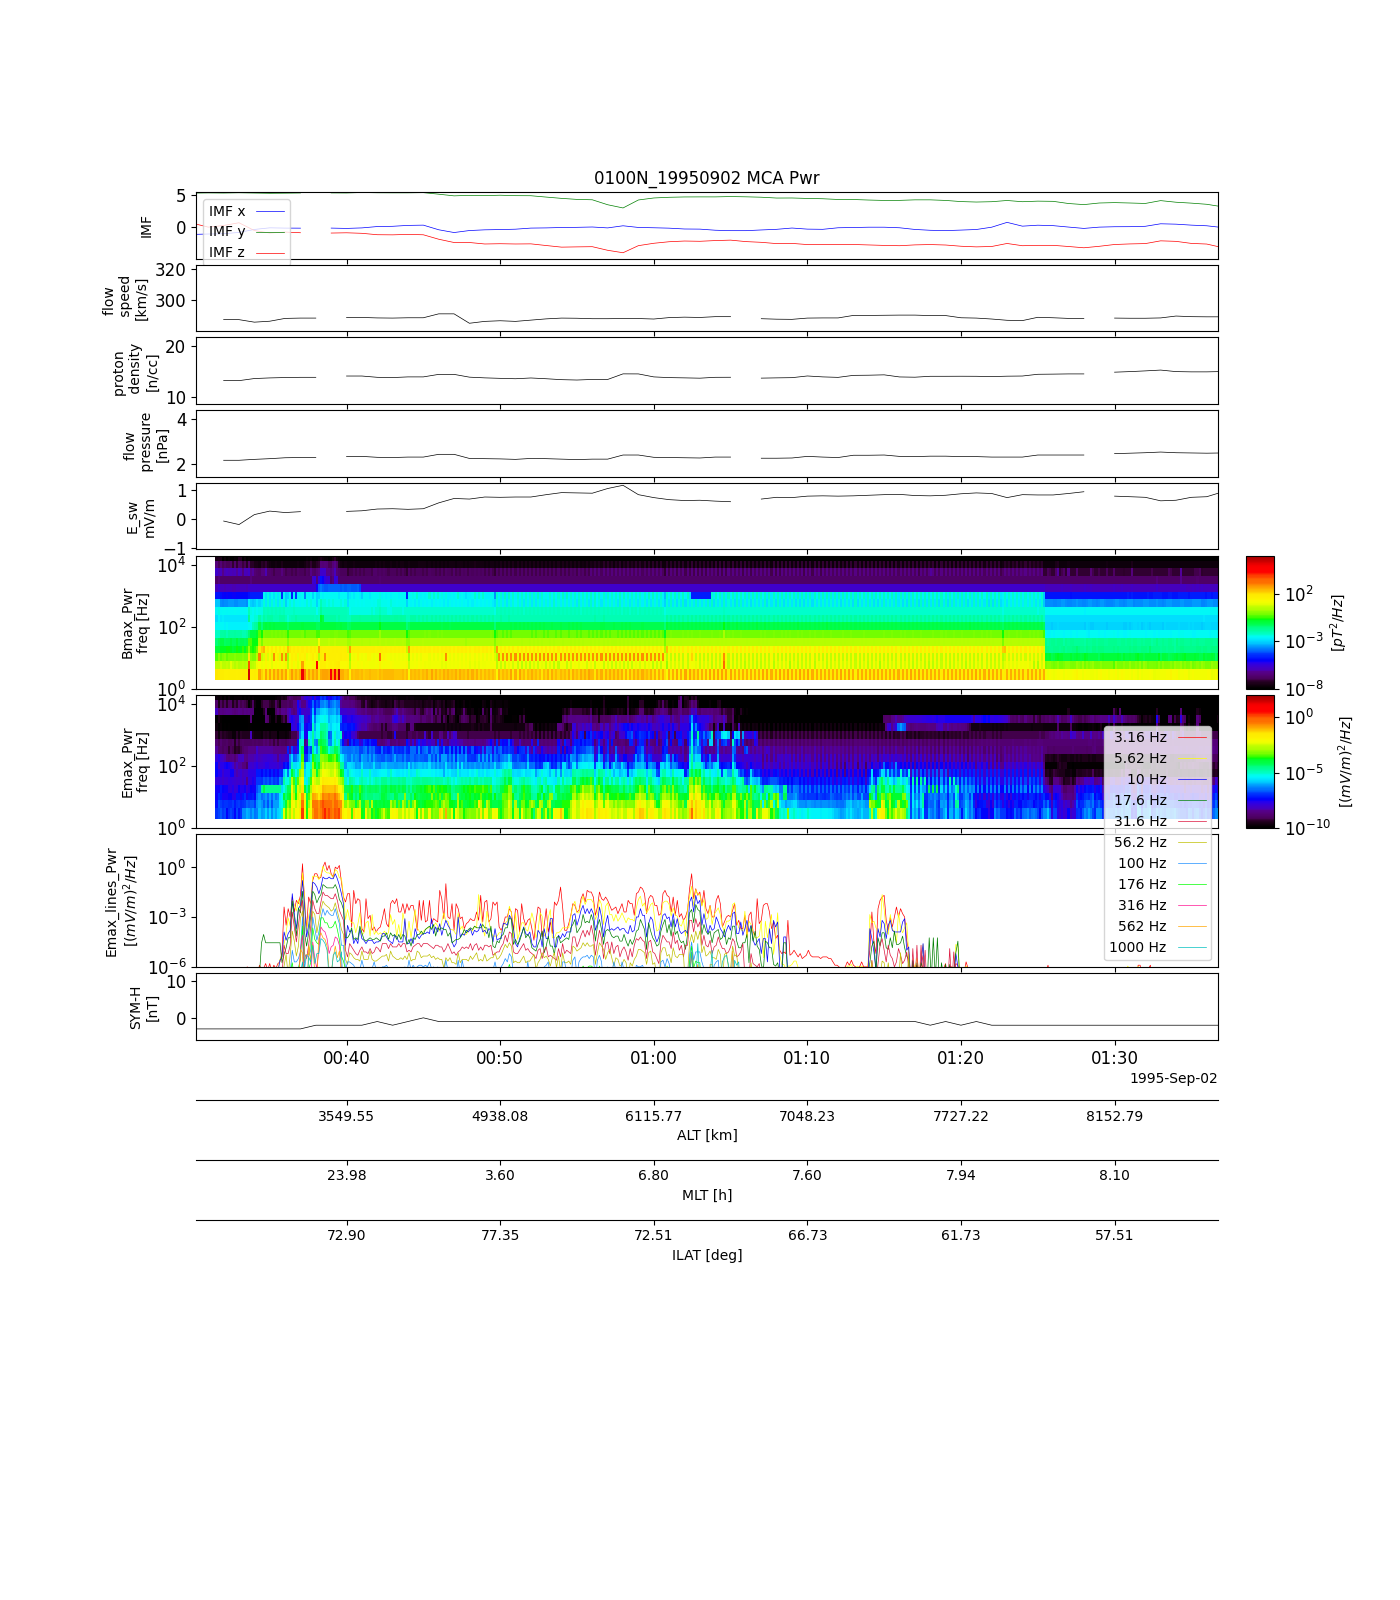 0100N_19950902 MCA Pwr
5
0
IMF
IMF x
IMF y
IMF z
320
300
flow
speed
[km/s]
20
10
proton
density
[n/cc]
4
2
flow
pressure
[nPa]
1
0
−1
E_sw
mV/m
10^4
10^2
10^0
Bmax_Pwr
freq [Hz]
10^2
10^−3
10^−8
[pT^2/Hz]
10^4
10^2
10^0
Emax_Pwr
freq [Hz]
10^0
10^−5
10^−10
[(mV/m)^2/Hz]
3.16 Hz
5.62 Hz
10 Hz
17.6 Hz
31.6 Hz
56.2 Hz
100 Hz
176 Hz
316 Hz
562 Hz
1000 Hz
10^0
10^−3
10^−6
Emax_lines_Pwr
[(mV/m)^2/Hz]
10
0
SYM-H
[nT]
00:40 00:50 01:00 01:10 01:20 01:30
1995-Sep-02
3549.55 4938.08 6115.77 7048.23 7727.22 8152.79
ALT [km]
23.98 3.60 6.80 7.60 7.94 8.10
MLT [h]
72.90 77.35 72.51 66.73 61.73 57.51
ILAT [deg]